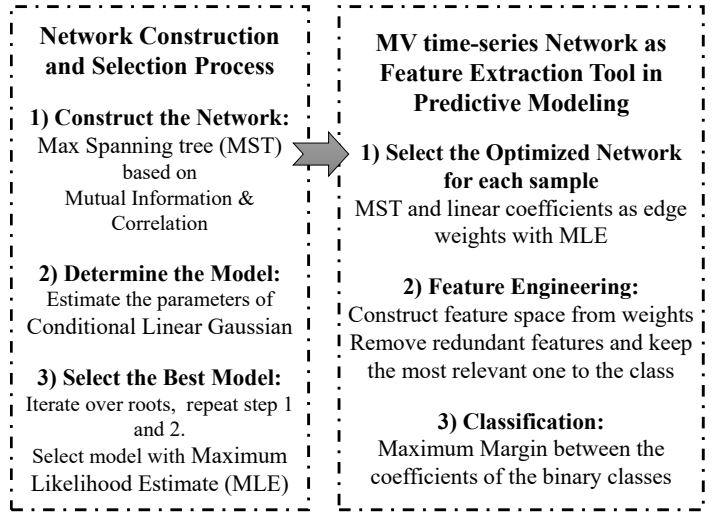 Network Construction
and Selection Process
1) Construct the Network:
Max Spanning tree (MST)
based on
Mutual Information &
Correlation
2) Determine the Model:
Estimate the parameters of
Conditional Linear Gaussian
3) Select the Best Model:
Iterate over roots, repeat step 1
and 2.
Select model with Maximum
Likelihood Estimate (MLE)
MV time-series Network as
Feature Extraction Tool in
Predictive Modeling
1) Select the Optimized Network
for each sample
MST and linear coefficients as edge
weights with MLE
2) Feature Engineering:
Construct feature space from weights
Remove redundant features and keep
the most relevant one to the class
3) Classification:
Maximum Margin between the
coefficients of the binary classes